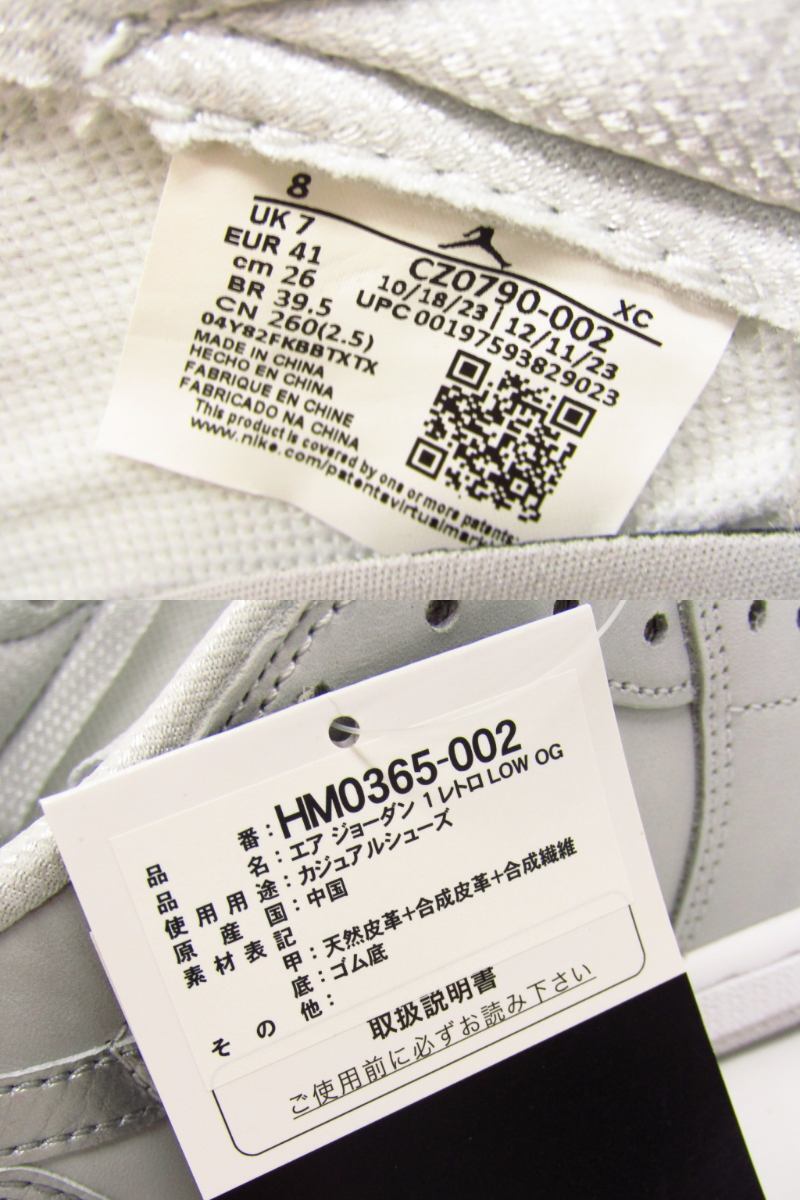 8
UK 7
EUR 41
cm 26
BR 39.5
CN 260(2.5)
04Y82FKBBTXTX
MADE IN CHINA
HECHO EN CHINA
FABRIQUE EN CHINE
FABRICADO NA CHINA
This product is covered by one or more patents:
www.nike.com/patentsvirtualmark
XC
CZ0790-002
10/18/23 | 12/11/23
UPC 00197593829023
品番:HM0365-002
品名:エア ジョーダン 1 レトロ LOW OG
使用用途:カジュアルシューズ
原産国:中国
素材表記
甲:天然皮革+合成皮革+合成繊維
底:ゴム底
その他:
取扱説明書
ご使用前に必ずお読み下さい